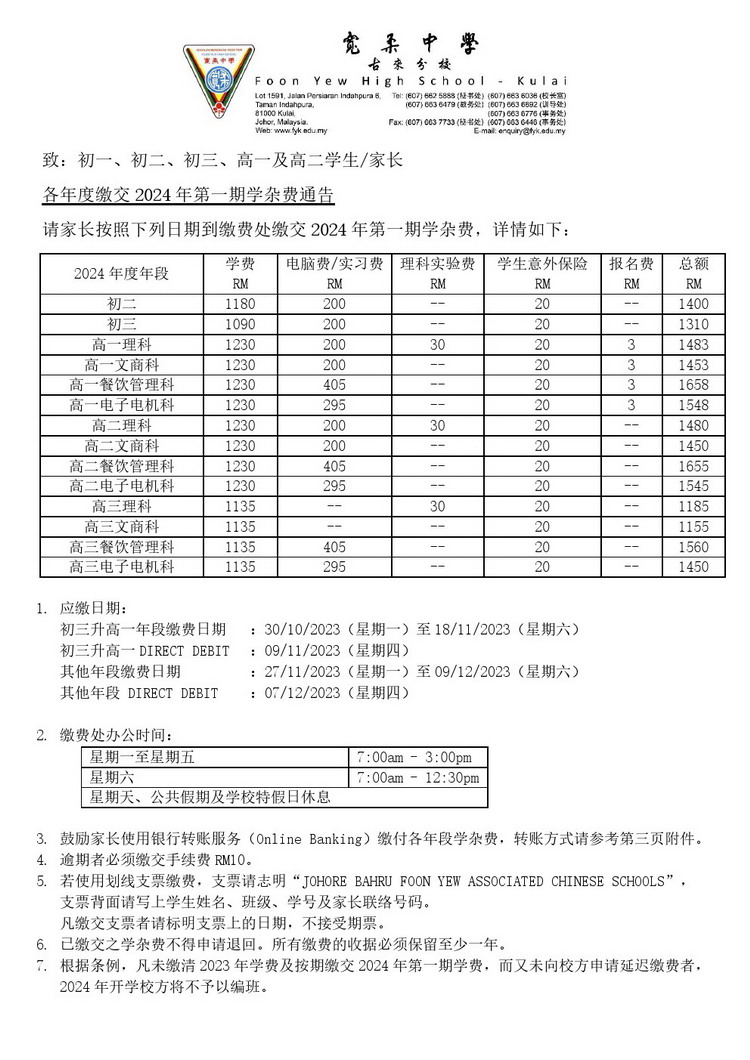 寬柔中學
古來分校
Foon Yew High School - Kulai
Lot 1591, Jalan Persiaran Indahpura 6, Tel: (607) 662 5888 (秘书处) (607) 663 6036 (校长室)
Taman Indahpura, (607) 663 6479 (教务处) (607) 663 6692 (训导处)
81000 Kulai, (607) 663 6776 (事务处)
Johor, Malaysia. Fax: (607) 663 7733 (秘书处) (607) 663 6446 (事务处)
Web: www.fyk.edu.my E-mail: enquiry@fyk.edu.my
致：初一、初二、初三、高一及高二学生/家长
各年度缴交 2024 年第一期学杂费通告
请家长按照下列日期到缴费处缴交 2024 年第一期学杂费，详情如下：
2024 年度年段 学费 RM 电脑费/实习费 RM 理科实验费 RM 学生意外保险 RM 报名费 RM 总额 RM
初二 1180 200 -- 20 -- 1400
初三 1090 200 -- 20 -- 1310
高一理科 1230 200 30 20 3 1483
高一文商科 1230 200 -- 20 3 1453
高一餐饮管理科 1230 405 -- 20 3 1658
高一电子电机科 1230 295 -- 20 3 1548
高二理科 1230 200 30 20 -- 1480
高二文商科 1230 200 -- 20 -- 1450
高二餐饮管理科 1230 405 -- 20 -- 1655
高二电子电机科 1230 295 -- 20 -- 1545
高三理科 1135 -- 30 20 -- 1185
高三文商科 1135 -- -- 20 -- 1155
高三餐饮管理科 1135 405 -- 20 -- 1560
高三电子电机科 1135 295 -- 20 -- 1450
1. 应缴日期：
初三升高一年段缴费日期 ：30/10/2023（星期一）至 18/11/2023（星期六）
初三升高一 DIRECT DEBIT ：09/11/2023（星期四）
其他年段缴费日期 ：27/11/2023（星期一）至 09/12/2023（星期六）
其他年段 DIRECT DEBIT ：07/12/2023（星期四）
2. 缴费处办公时间：
星期一至星期五 7:00am - 3:00pm
星期六 7:00am - 12:30pm
星期天、公共假期及学校特假日休息
3. 鼓励家长使用银行转账服务（Online Banking）缴付各年段学杂费，转账方式请参考第三页附件。
4. 逾期者必须缴交手续费 RM10。
5. 若使用划线支票缴费，支票请志明“JOHORE BAHRU FOON YEW ASSOCIATED CHINESE SCHOOLS”，
支票背面请写上学生姓名、班级、学号及家长联络号码。
凡缴交支票者请标明支票上的日期，不接受期票。
6. 已缴交之学杂费不得申请退回。所有缴费的收据必须保留至少一年。
7. 根据条例，凡未缴清 2023 年学费及按期缴交 2024 年第一期学费，而又未向校方申请延迟缴费者，
2024 年开学校方将不予以编班。